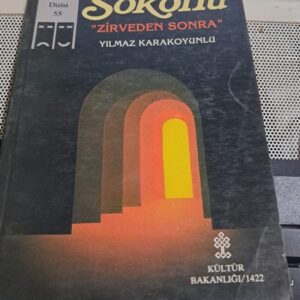 Dizisi
55
Sokollu
"ZİRVEDEN SONRA"
YILMAZ KARAKOYUNLU
KÜLTÜR
BAKANLIĞI/1422